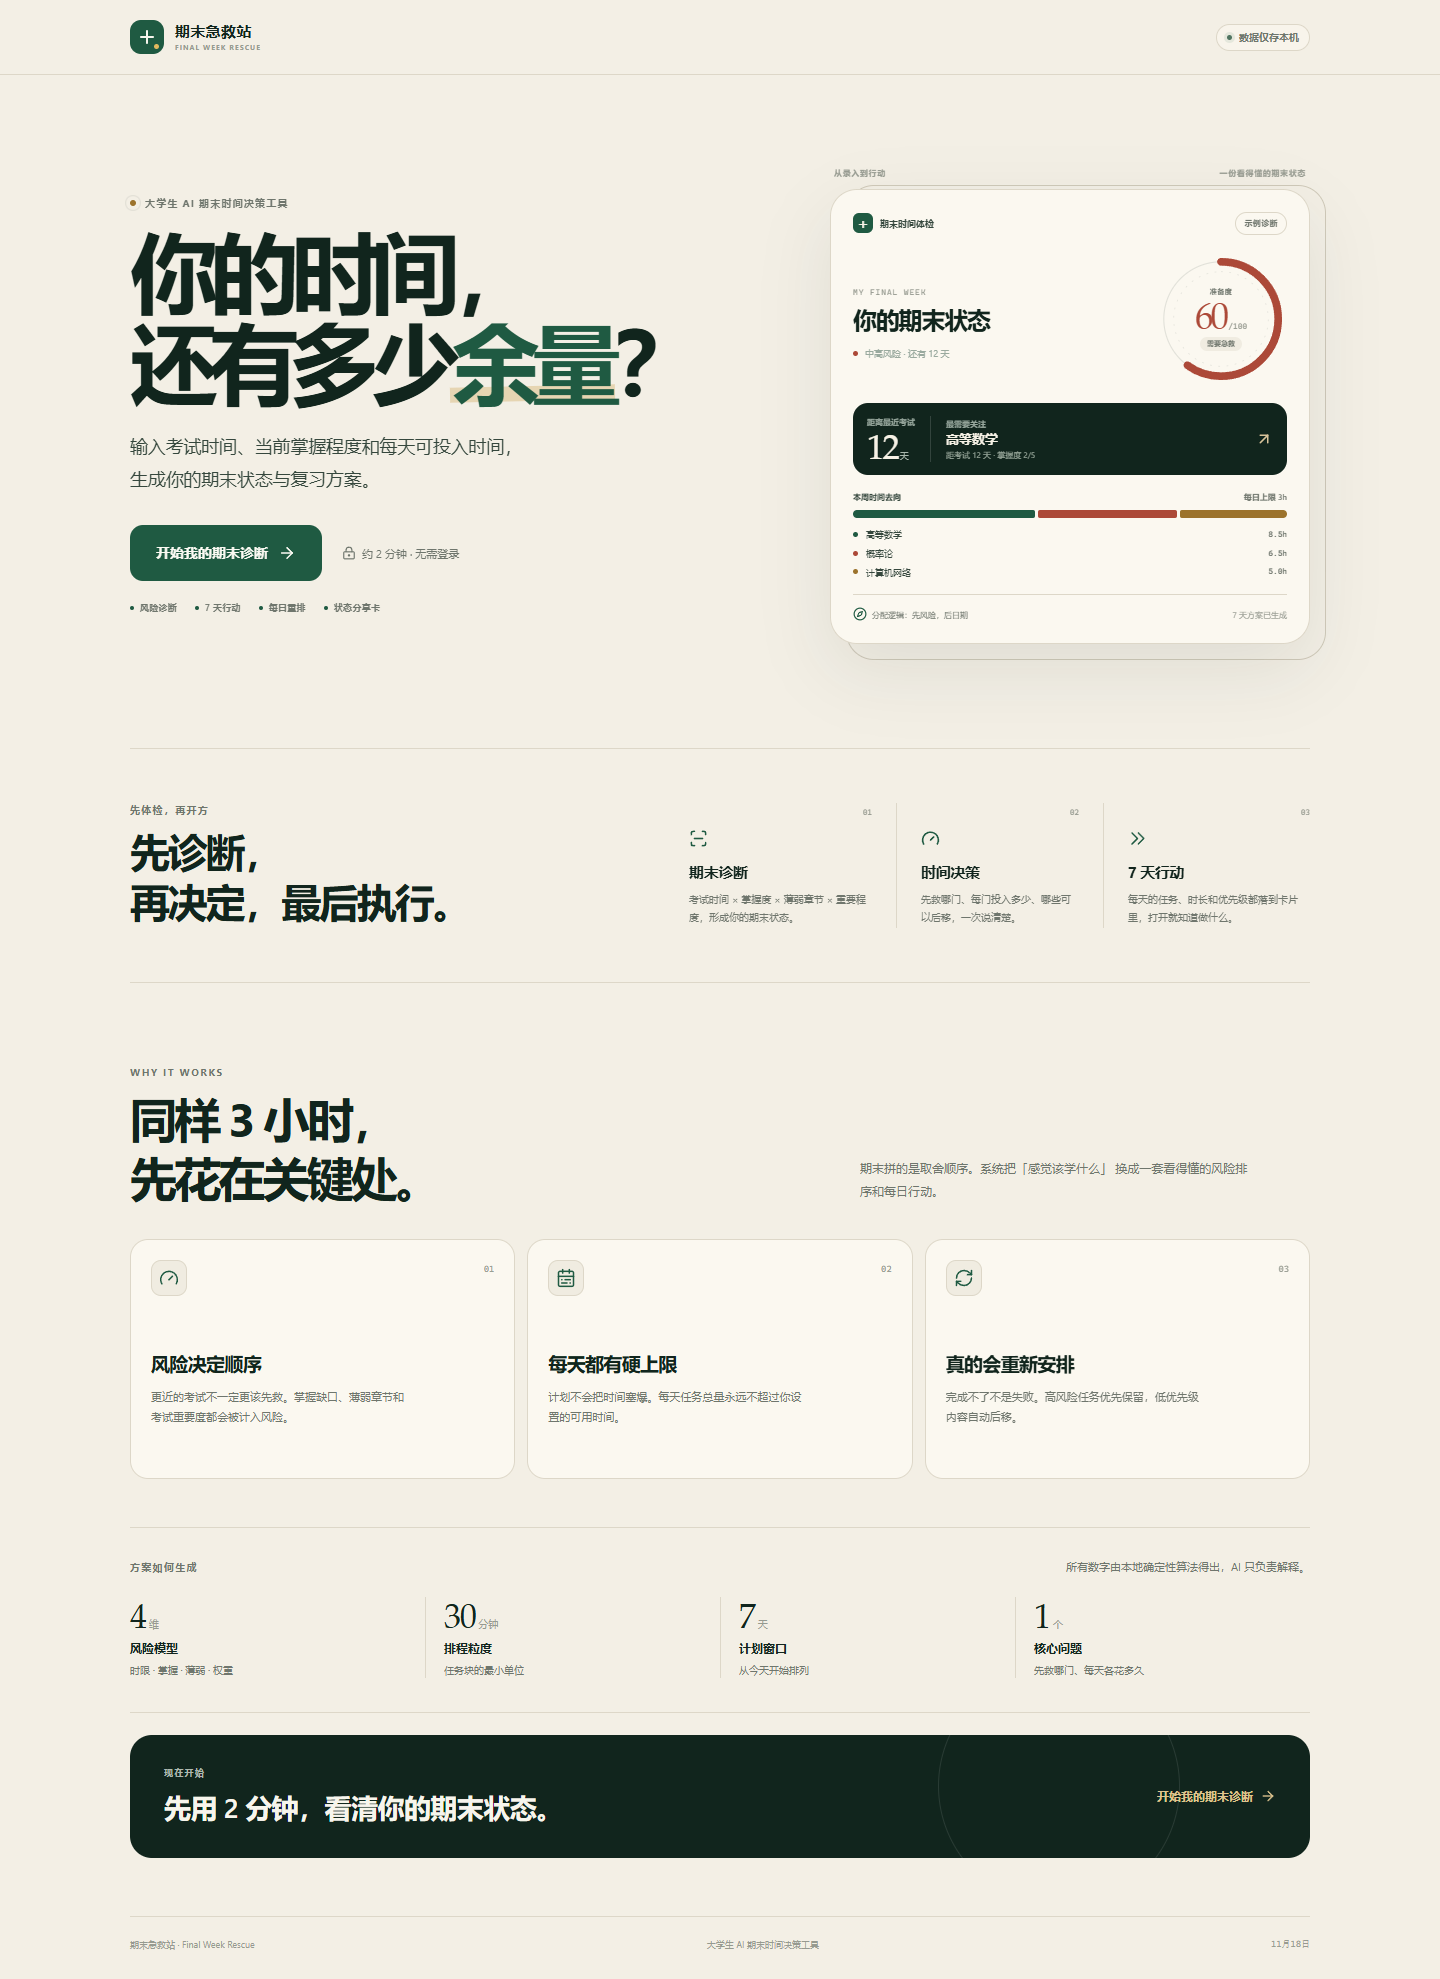 期末急救站
FINAL WEEK RESCUE
数据仅存本机
大学生 AI 期末时间决策工具
你的时间，
还有多少余量？
输入考试时间、当前掌握程度和每天可投入时间，
生成你的期末状态与复习方案。
开始我的期末诊断
约 2 分钟 · 无需登录
风险诊断
7 天行动
每日重排
状态分享卡
从录入到行动
一份看得懂的期末状态
期末时间体检
示例诊断
MY FINAL WEEK
你的期末状态
中高风险 · 还有 12 天
准备度
60/100
需要急救
距离最近考试
12天
最需要关注
高等数学
距考试 12 天 · 掌握度 2/5
本周时间去向
每日上限 3h
高等数学
8.5h
概率论
6.5h
计算机网络
5.0h
分配逻辑：先风险，后日期
7 天方案已生成
先体检，再开方
先诊断，
再决定，最后执行。
01
期末诊断
考试时间 × 掌握度 × 薄弱章节 × 重要程
度，形成你的期末状态。
02
时间决策
先救哪门、每门投入多少、哪些可
以后移，一次说清楚。
03
7 天行动
每天的任务、时长和优先级都落到卡片
里，打开就知道做什么。
WHY IT WORKS
同样 3 小时，
先花在关键处。
期末拼的是取舍顺序。系统把「感觉该学什么」换成一套看得懂的风险排
序和每日行动。
01
风险决定顺序
更近的考试不一定更该先救。掌握缺口、薄弱章节和
考试重要度都会被计入风险。
02
每天都有硬上限
计划不会把时间塞爆。每天任务总量永远不超过你设
置的可用时间。
03
真的会重新安排
完成不了不是失败。高风险任务优先保留，低优先级
内容自动后移。
方案如何生成
所有数字由本地确定性算法得出，AI 只负责解释。
4维
风险模型
时限 · 掌握 · 薄弱 · 权重
30分钟
排程粒度
任务块的最小单位
7天
计划窗口
从今天开始排列
1个
核心问题
先救哪门、每天各花多久
现在开始
先用 2 分钟，看清你的期末状态。
开始我的期末诊断
期末急救站 · Final Week Rescue
大学生 AI 期末时间决策工具
11月18日